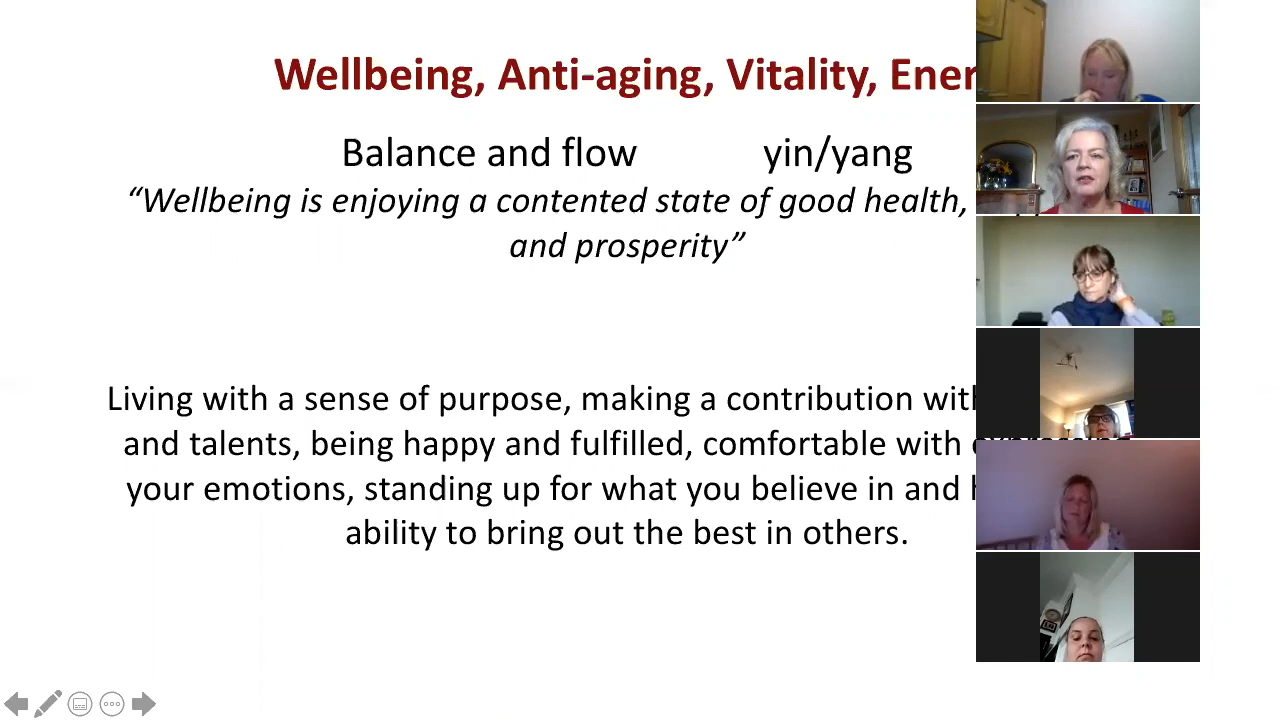 Wellbeing, Anti-aging, Vitality,
Balance and flow yin/yang
“Wellbeing is enjoying a contented state of good health,
and prosperity”
Living with a sense of purpose, making a contribution
and talents, being happy and fulfilled, comfortable with
your emotions, standing up for what you believe in and
ability to bring out the best in others.